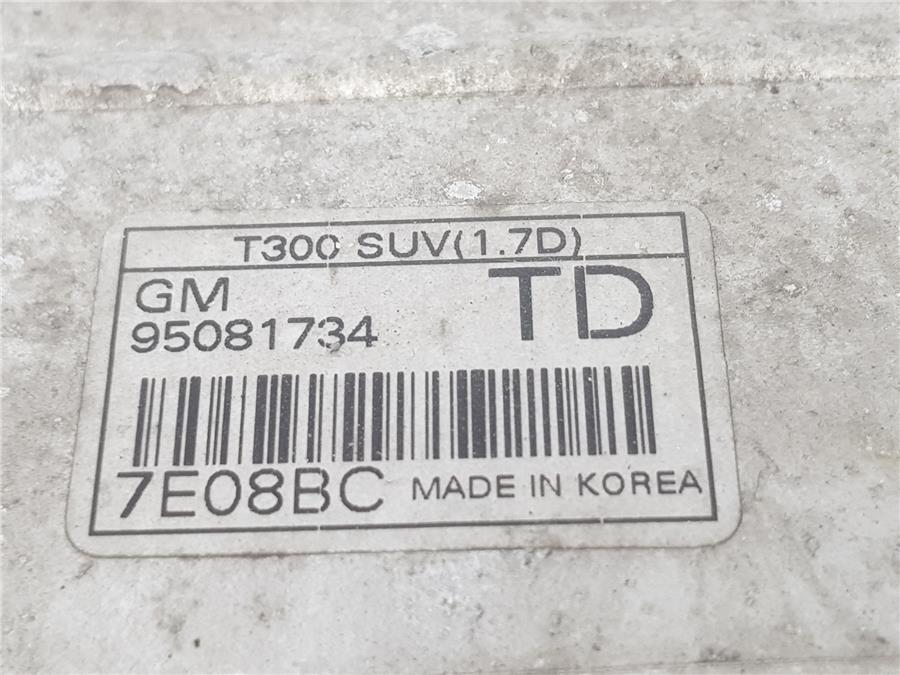 T300 SUV(1.7D)
GM
TD
95081734
7E08BC MADE IN KOREA